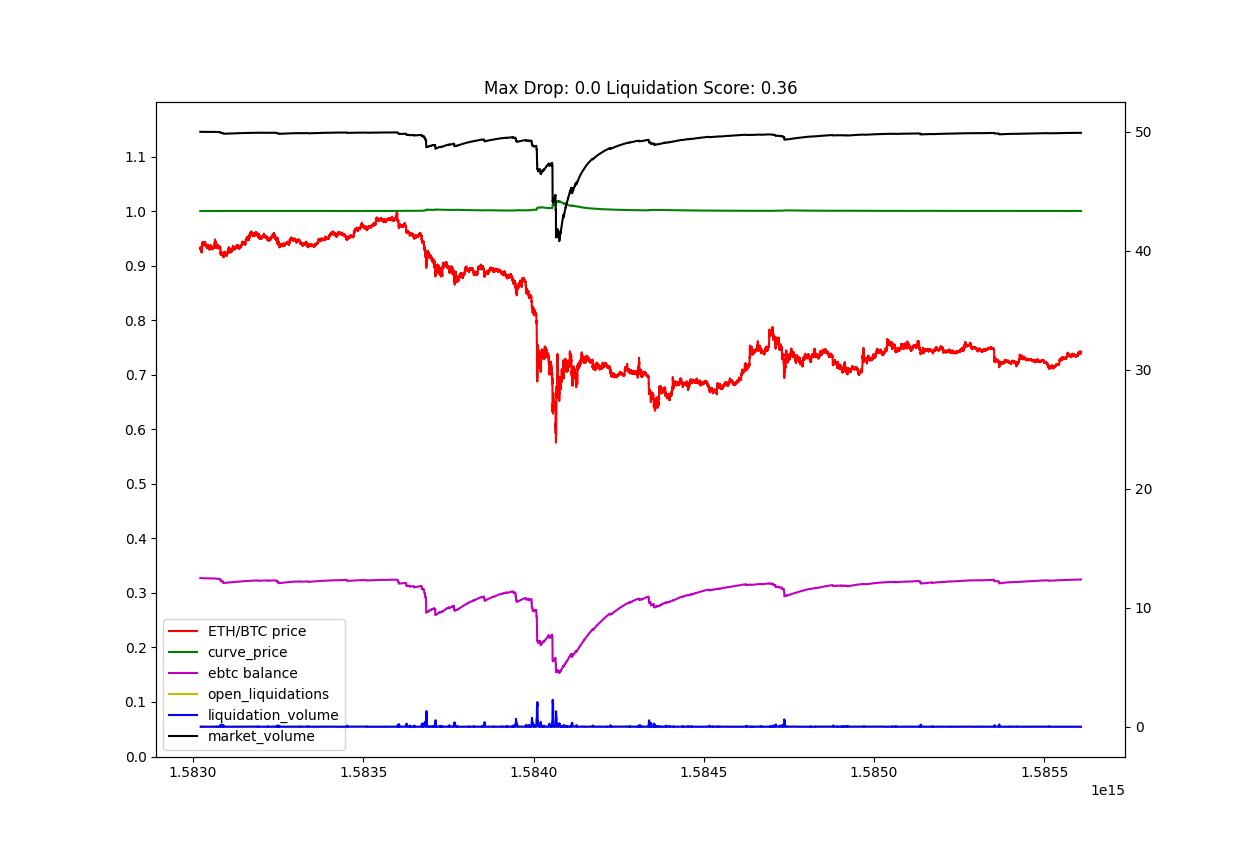 Max Drop: 0.0 Liquidation Score: 0.36
1.1
1.0
0.9
0.8
0.7
0.6
0.5
0.4
0.3
0.2
0.1
0.0
50
40
30
20
10
0
ETH/BTC price
curve_price
ebtc balance
open_liquidations
liquidation_volume
market_volume
1.5830 1.5835 1.5840 1.5845 1.5850 1.5855
1e15